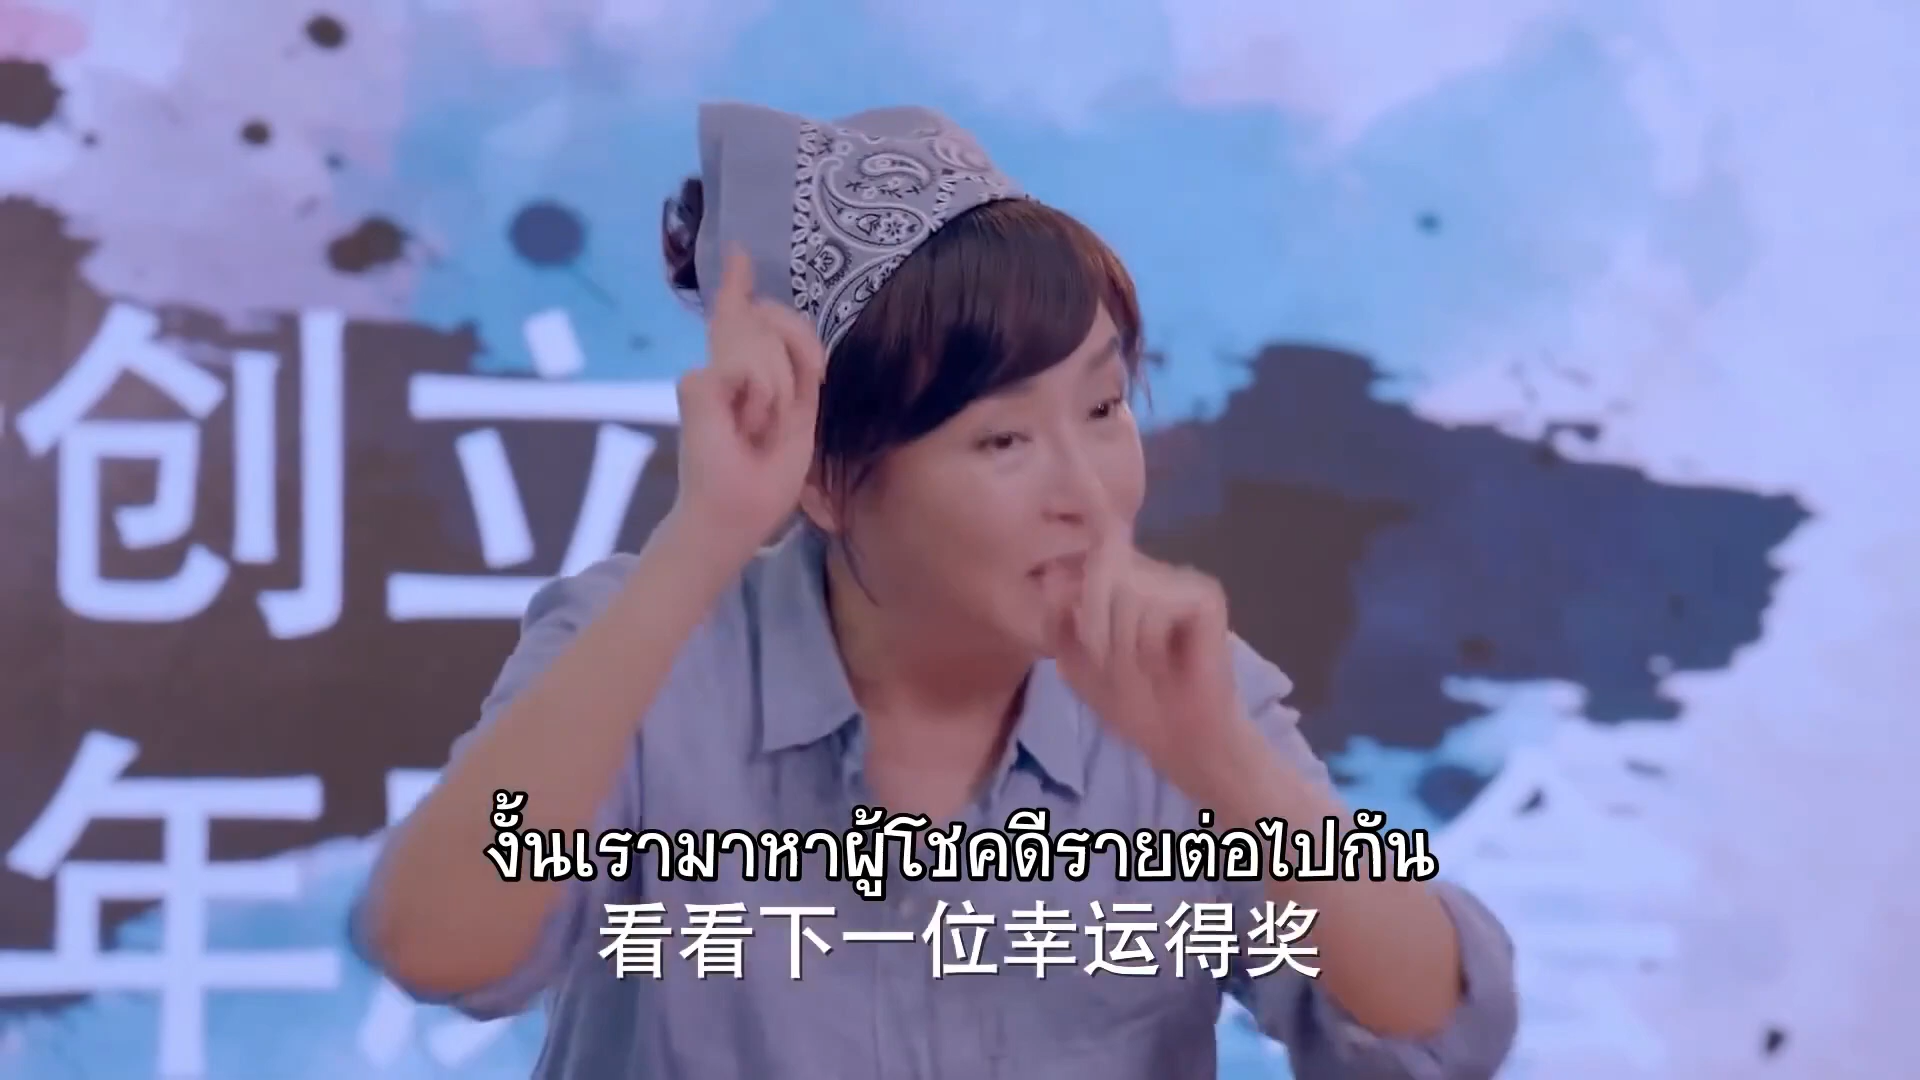 创立
年
งั้นเรามาหาผู้โชคดีรายต่อไปกัน
看看下一位幸运得奖